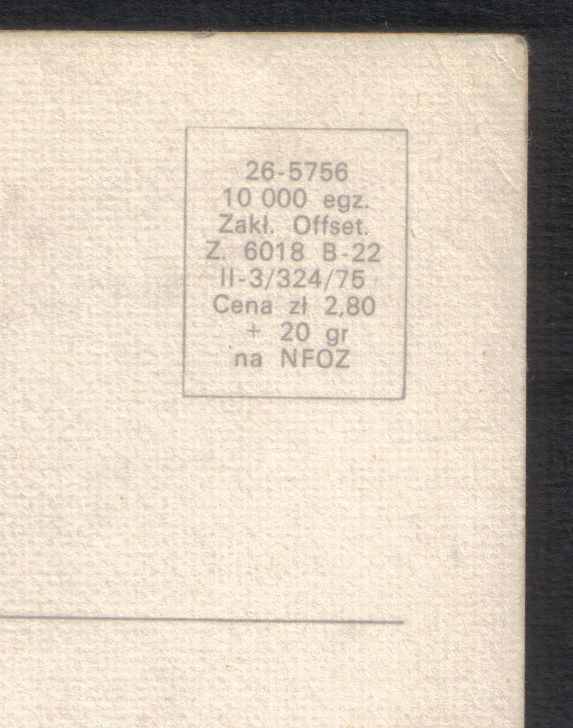 26-5756
10 000 egz.
Zakł. Offset.
Z. 6018 B-22
II-3/324/75
Cena zł 2,80
+ 20 gr
na NFOZ